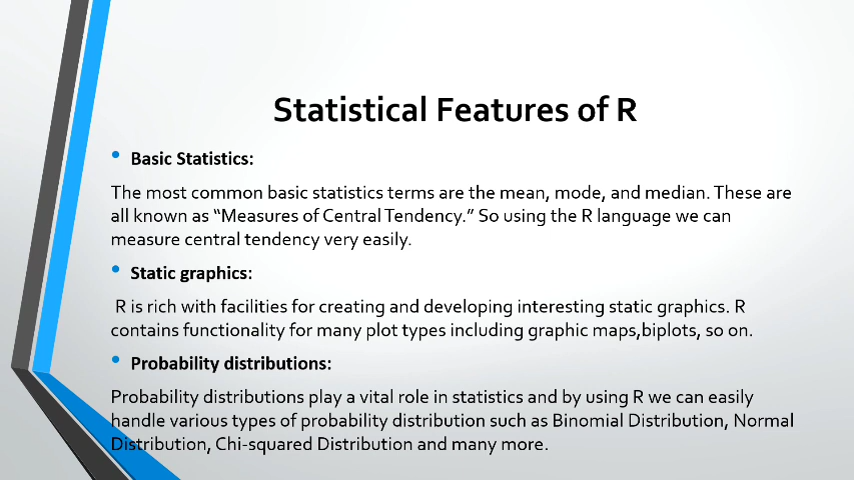 Statistical Features of R
• Basic Statistics:
The most common basic statistics terms are the mean, mode, and median. These are
all known as “Measures of Central Tendency.” So using the R language we can
measure central tendency very easily.
• Static graphics:
R is rich with facilities for creating and developing interesting static graphics. R
contains functionality for many plot types including graphic maps,biplots, so on.
• Probability distributions:
Probability distributions play a vital role in statistics and by using R we can easily
handle various types of probability distribution such as Binomial Distribution, Normal
Distribution, Chi-squared Distribution and many more.